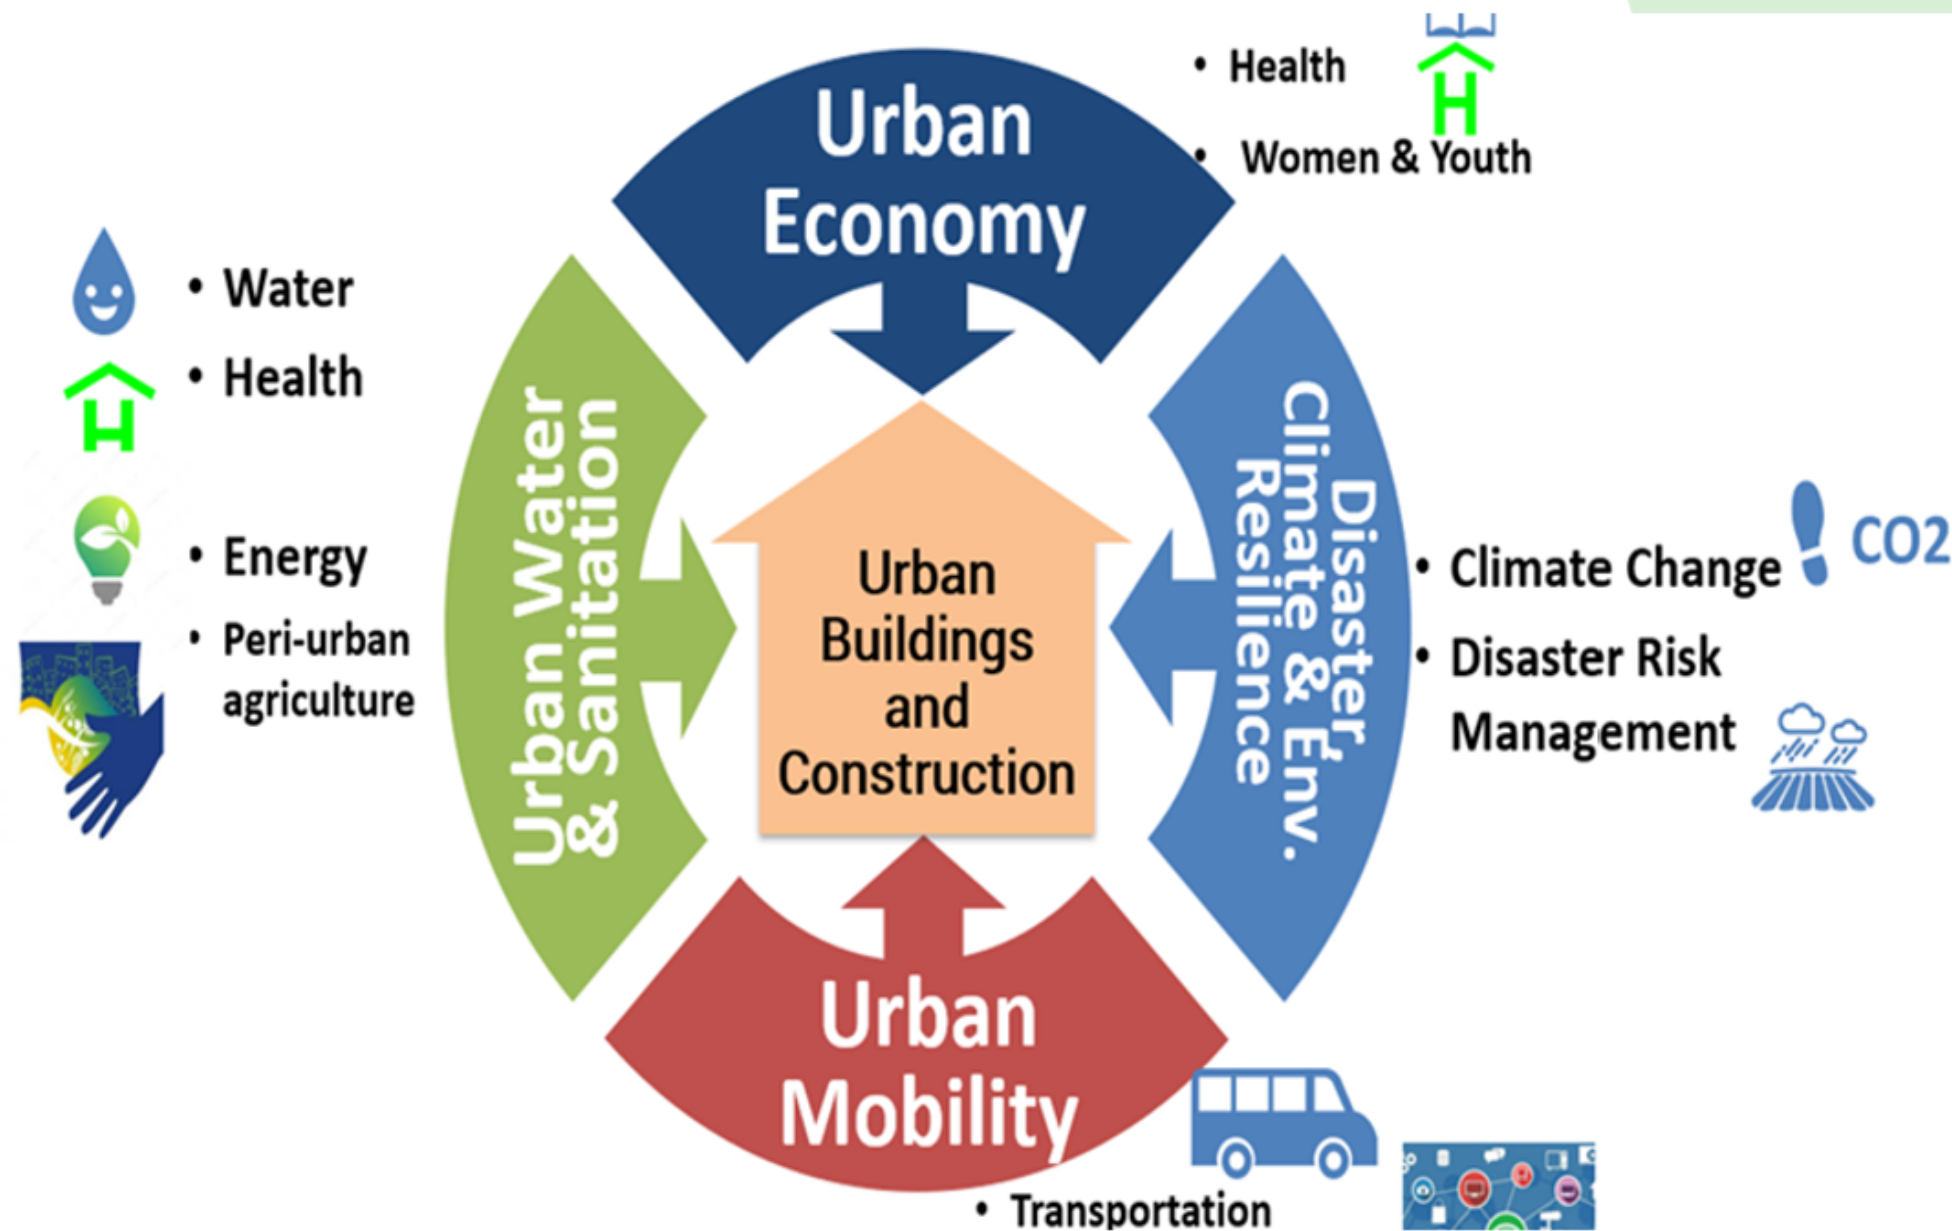 Urban
Economy
• Health
H
• Women & Youth
• Water
• Health
H
• Energy
• Peri-urban
agriculture
Urban Water
& Sanitation
Urban
Buildings
and
Construction
Disaster,
Climate & Env.
Resilience
• Climate Change
CO2
• Disaster Risk
Management
Urban
Mobility
• Transportation